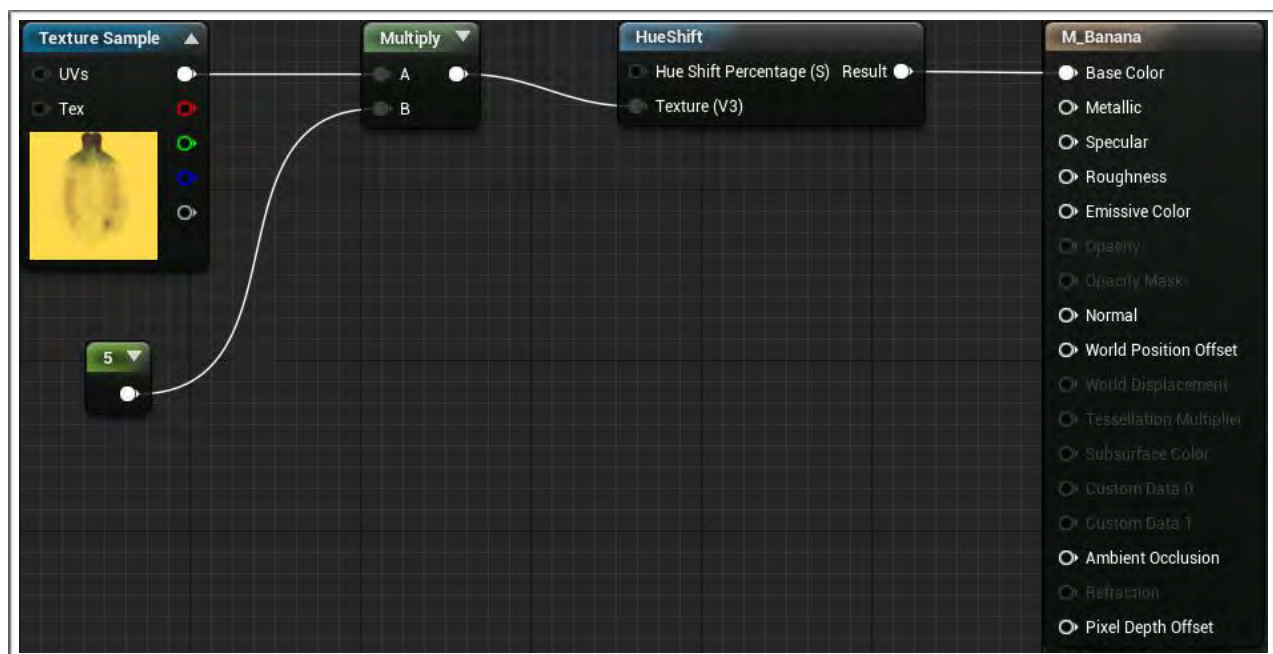 Texture Sample
UVs
Tex
5
Multiply
A
B
HueShift
Hue Shift Percentage (S) Result
Texture (V3)
M_Banana
Base Color
Metallic
Specular
Roughness
Emissive Color
Opacity
Opacity Mask
Normal
World Position Offset
World Displacement
Tessellation Multiplier
Subsurface Color
Custom Data 0
Custom Data 1
Ambient Occlusion
Refraction
Pixel Depth Offset